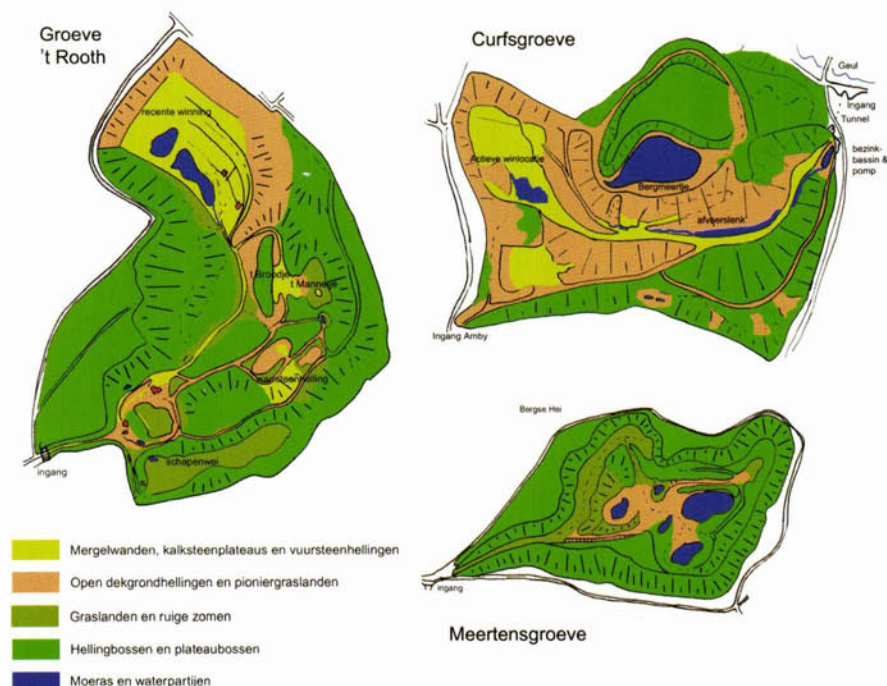 Groeve
't Rooth
recente winning
't Broodje
't Mannetje
vuursteenhelling
schapenwei
ingang
Curfsgroeve
Geul
Ingang
Tunnel
bezink-
bassin &
pomp
Actieve winlocatie
Bergmeertje
afvoerslenk
Ingang Amby
Bergse Hei
ingang
Meertensgroeve
Mergelwanden, kalksteenplateaus en vuursteenhellingen
Open dekgrondhellingen en pioniergraslanden
Graslanden en ruige zomen
Hellingbossen en plateaubossen
Moeras en waterpartijen